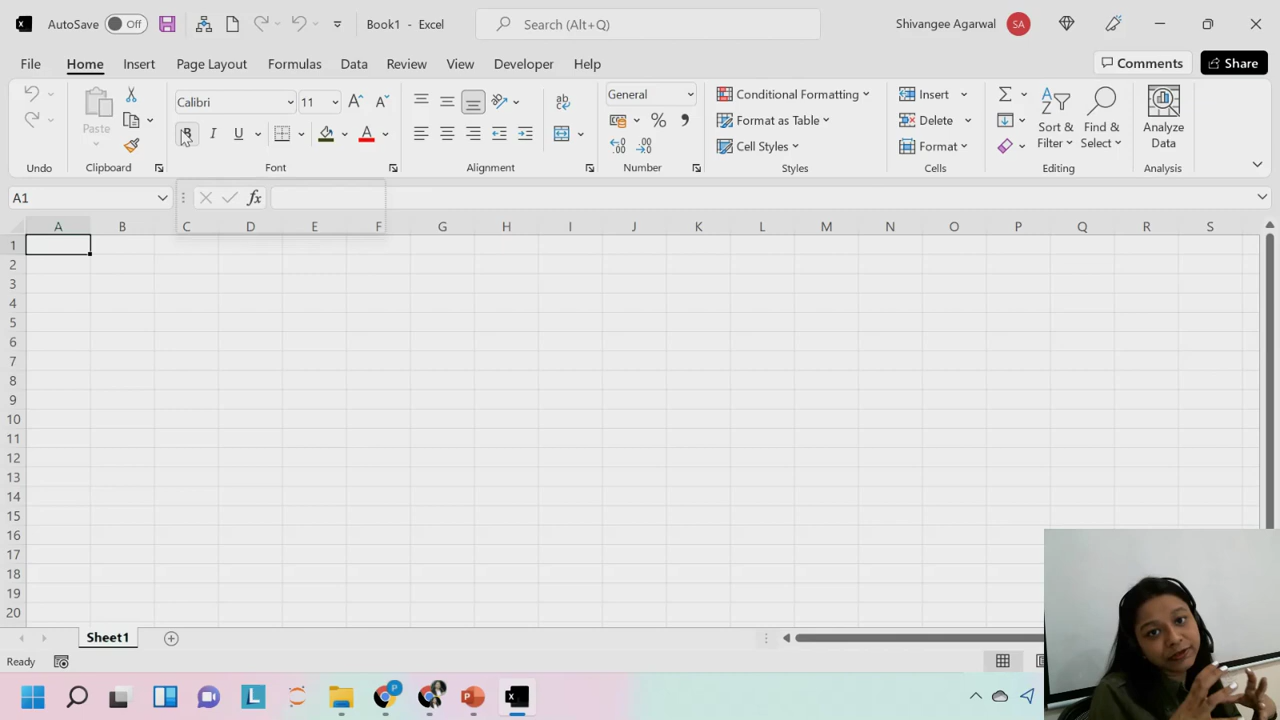 AutoSave Off Book1 - Excel Search (Alt+Q) Shivangee Agarwal SA
File Home Insert Page Layout Formulas Data Review View Developer Help Comments Share
Calibri 11 General Conditional Formatting Insert
Paste Format as Table Delete Sort & Filter Find & Select Analyze Data
B I U A Cell Styles Format
Undo Clipboard Font Alignment Number Styles Cells Editing Analysis
A1 fx
A B C D E F G H I J K L M N O P Q R S
1
2
3
4
5
6
7
8
9
10
11
12
13
14
15
16
17
18
19
20
Sheet1
Ready